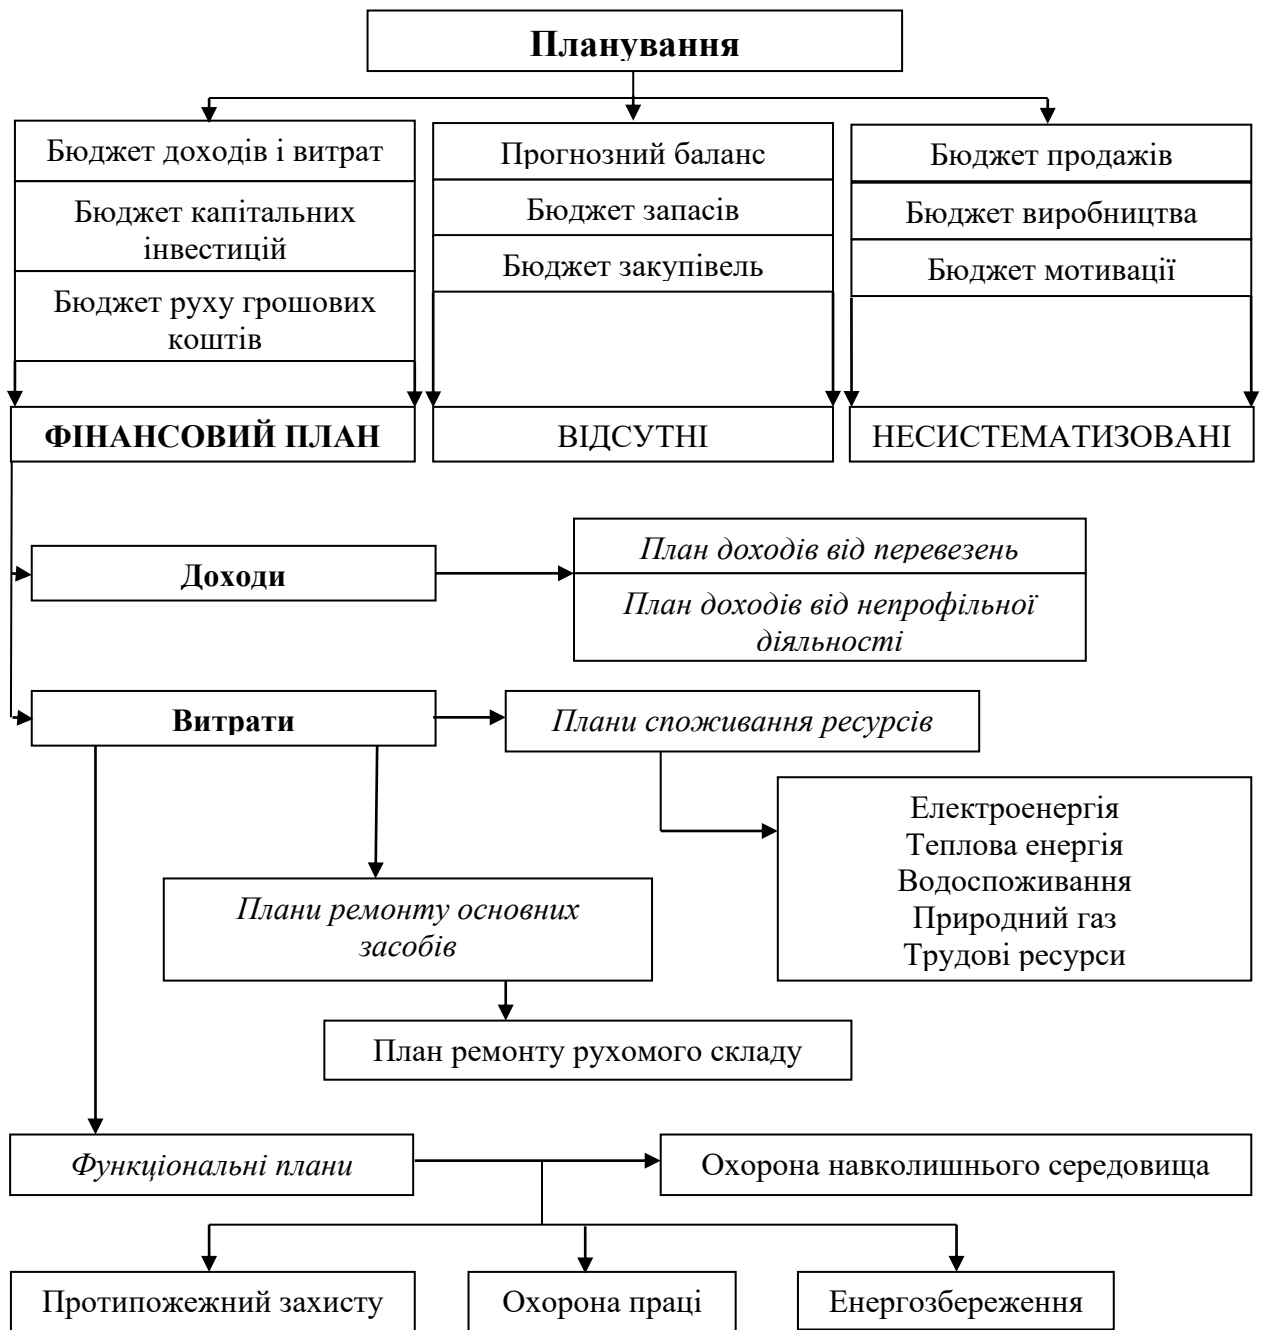 Планування
Бюджет доходів і витрат
Бюджет капітальних
інвестицій
Бюджет руху грошових
коштів
Прогнозний баланс
Бюджет запасів
Бюджет закупівель
Бюджет продажів
Бюджет виробництва
Бюджет мотивації
ФІНАНСОВИЙ ПЛАН
ВІДСУТНІ
НЕСИСТЕМАТИЗОВАНІ
Доходи
План доходів від перевезень
План доходів від непрофільної
діяльності
Витрати
Плани споживання ресурсів
Електроенергія
Теплова енергія
Водоспоживання
Природний газ
Трудові ресурси
Плани ремонту основних
засобів
План ремонту рухомого складу
Функціональні плани
Охорона навколишнього середовища
Протипожежний захисту
Охорона праці
Енергозбереження